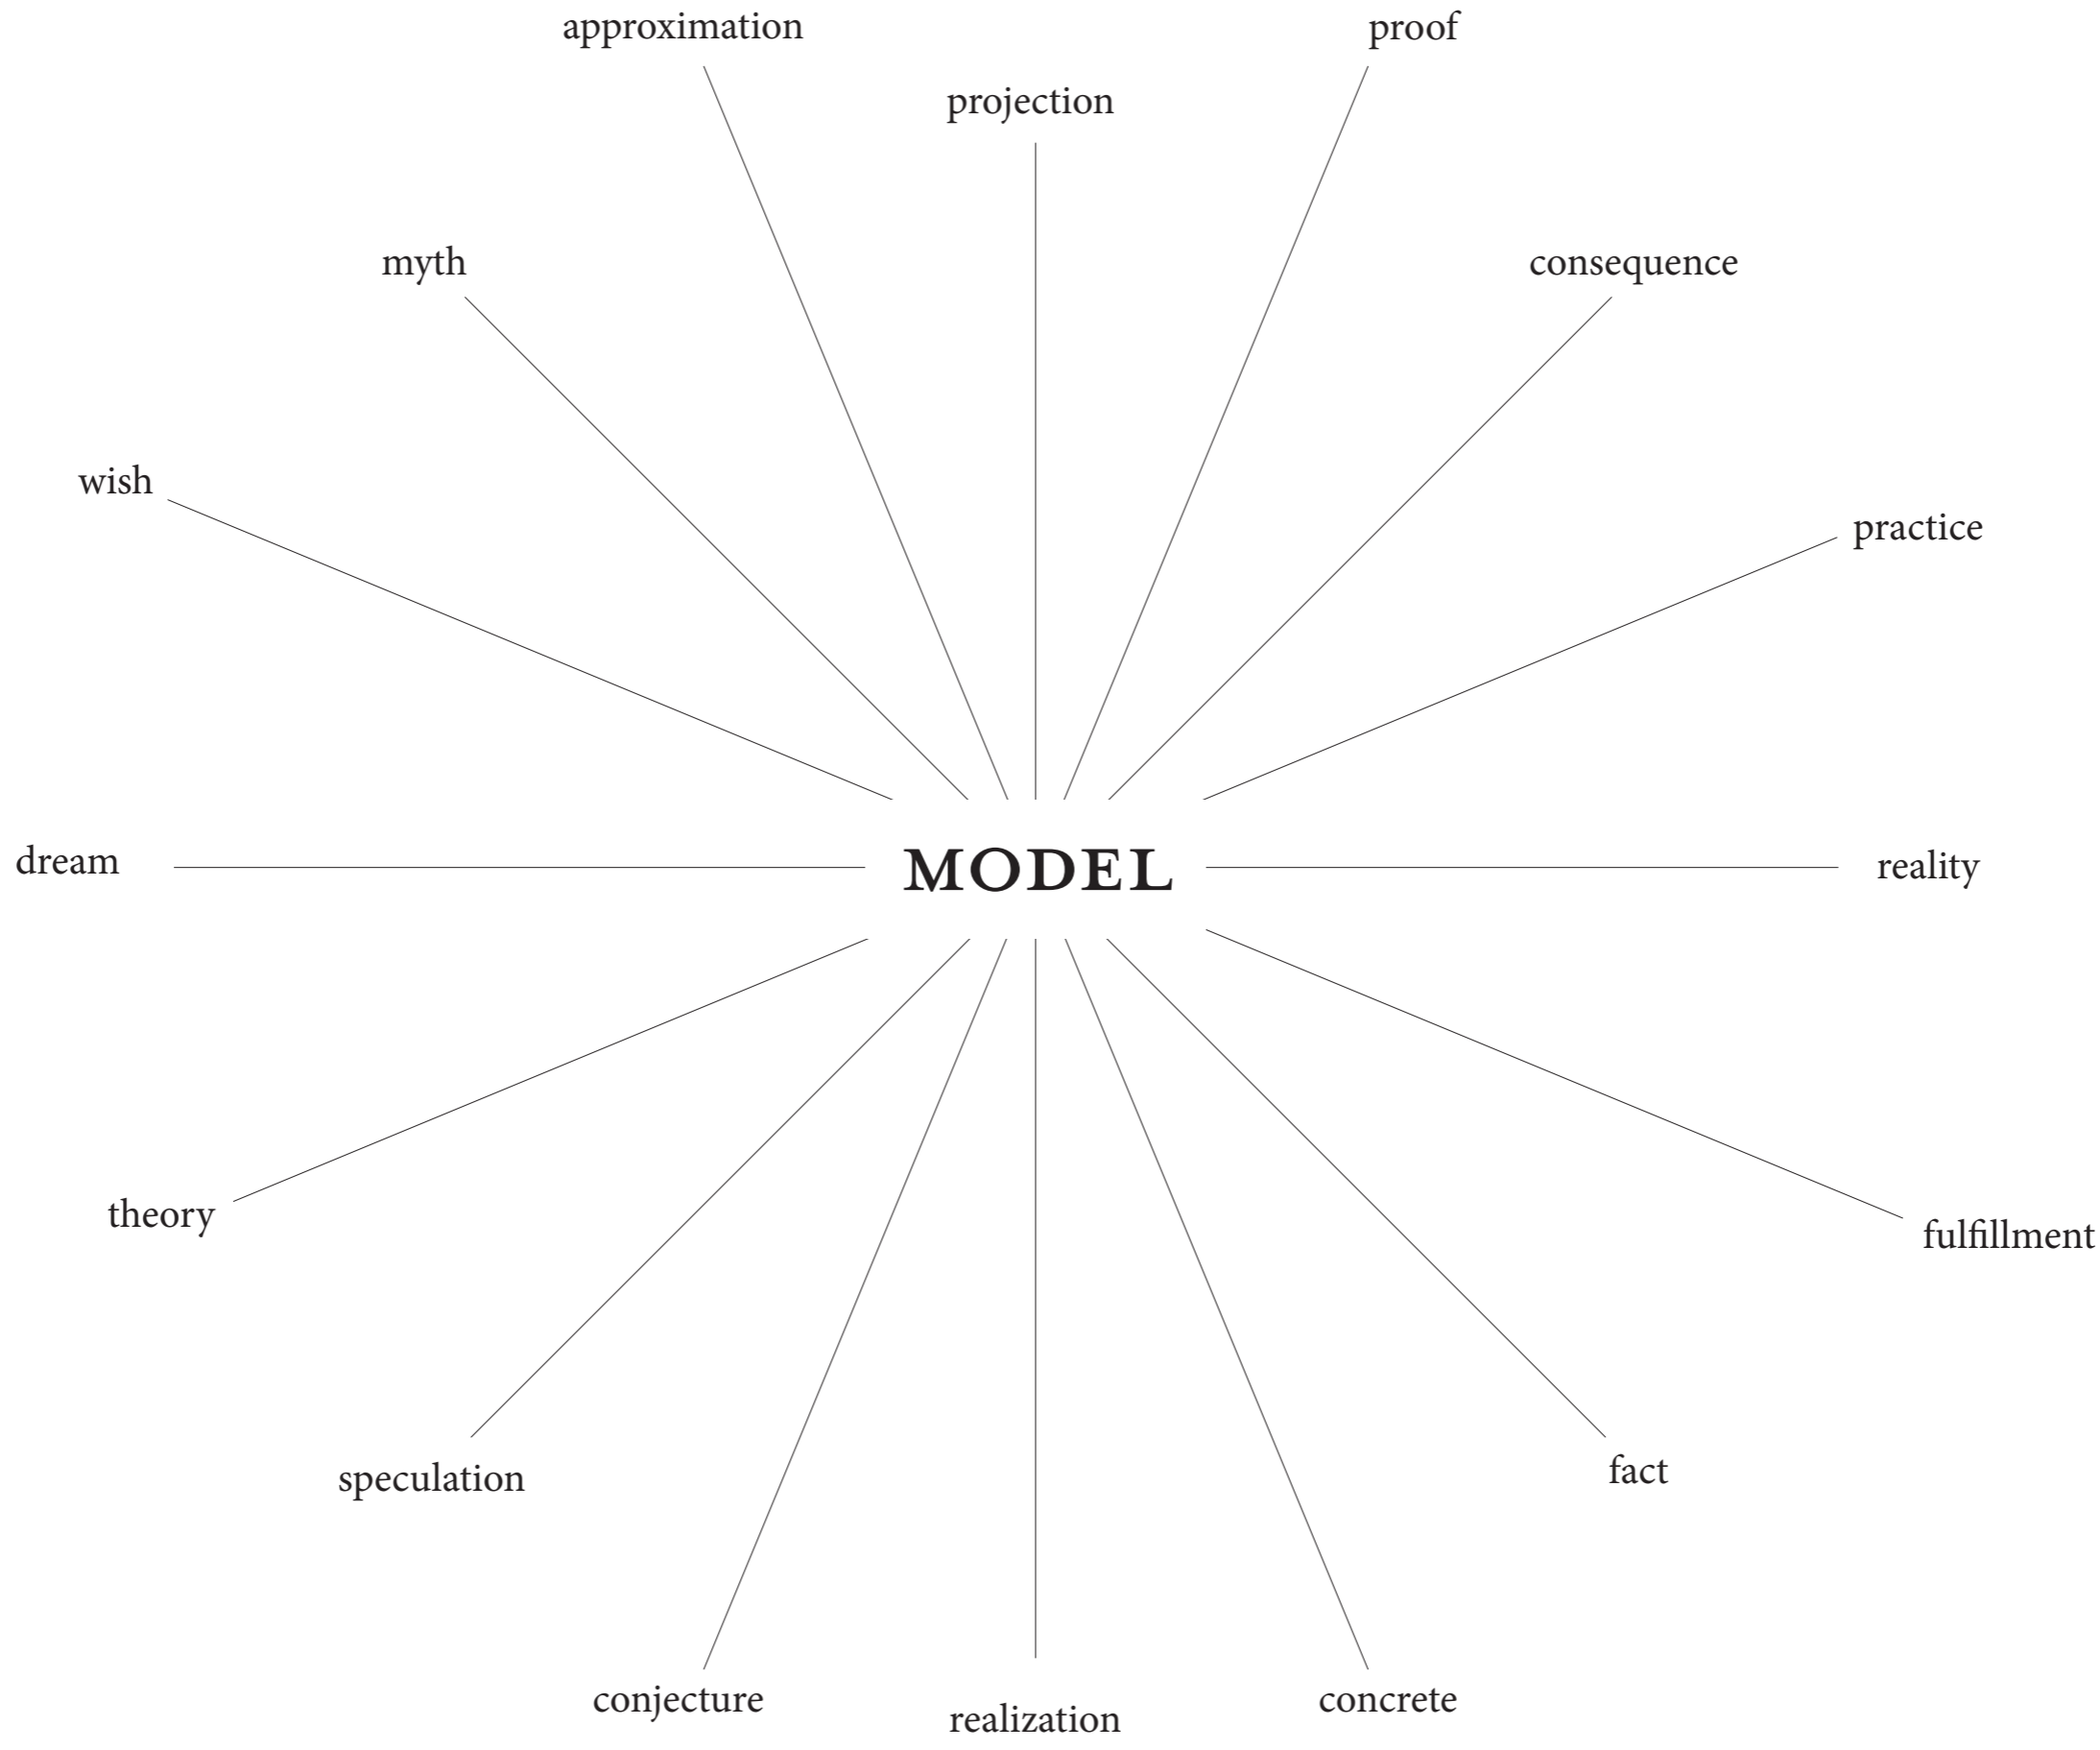 approximation
proof
projection
myth
consequence
wish
practice
dream
MODEL
reality
theory
fulfillment
speculation
fact
conjecture
realization
concrete